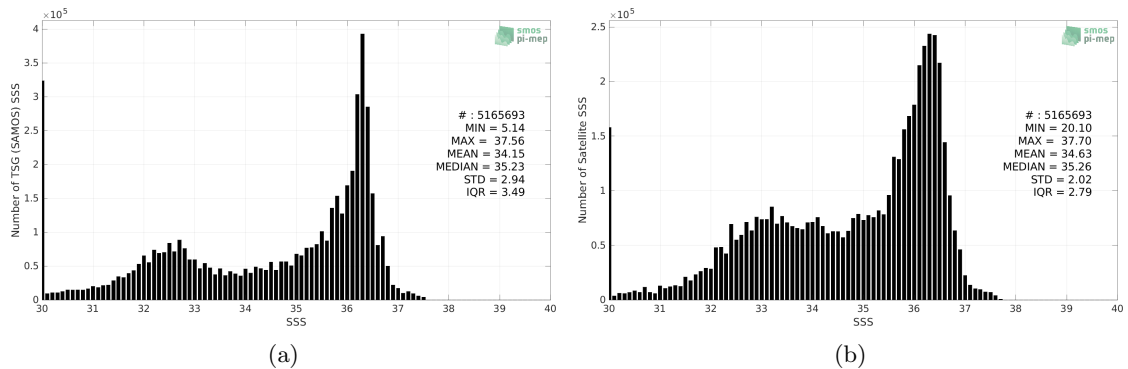 ×10⁵
smos
pi-mep
4
3.5
3
2.5
2
1.5
1
0.5
0
Number of TSG (SAMOS) SSS
# : 5165693
MIN = 5.14
MAX = 37.56
MEAN = 34.15
MEDIAN = 35.23
STD = 2.94
IQR = 3.49
30 31 32 33 34 35 36 37 38 39 40
SSS
(a)
×10⁵
smos
pi-mep
2.5
2
1.5
1
0.5
0
Number of Satellite SSS
# : 5165693
MIN = 20.10
MAX = 37.70
MEAN = 34.63
MEDIAN = 35.26
STD = 2.02
IQR = 2.79
30 31 32 33 34 35 36 37 38 39 40
SSS
(b)